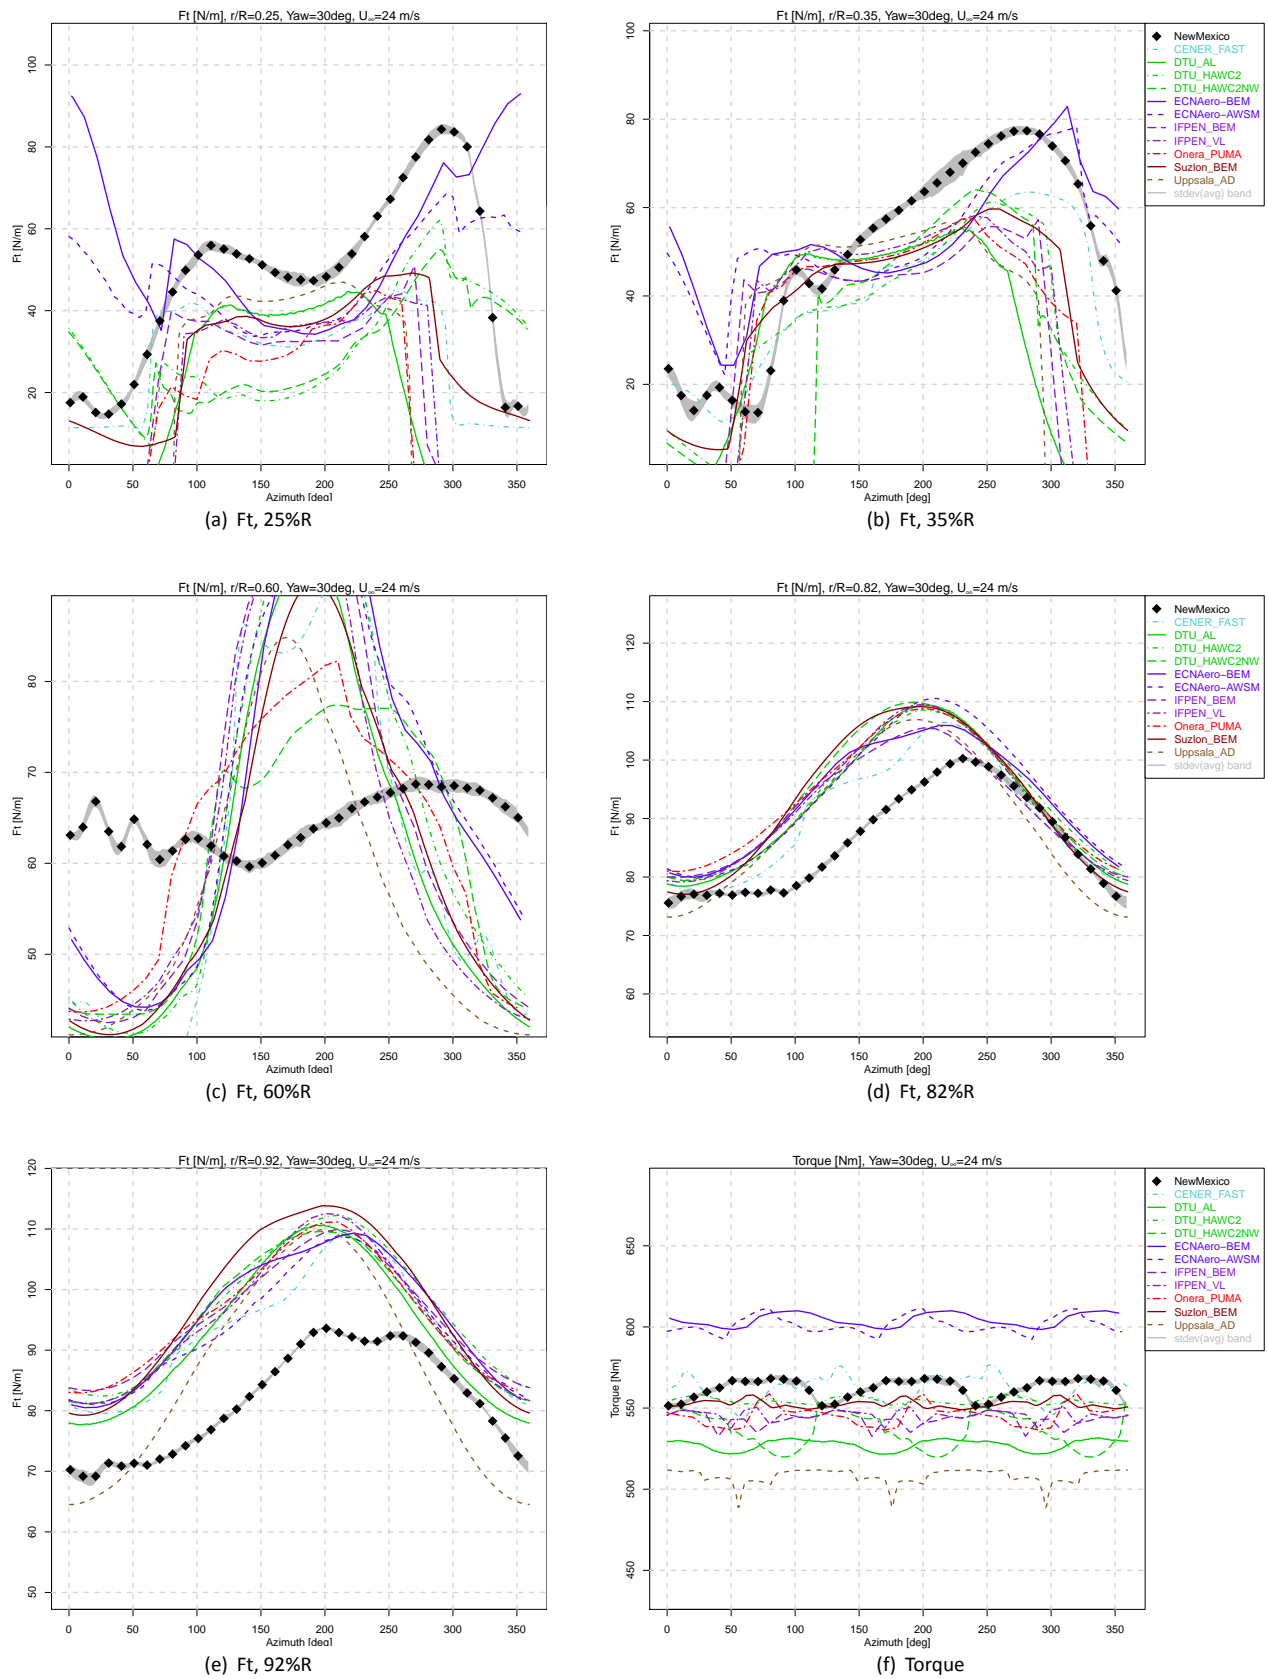 Ft [N/m], r/R=0.25, Yaw=30deg, U∞=24 m/s
Ft [N/m]
20 40 60 80 100
0 50 100 150 200 250 300 350
Azimuth [deg]
(a) Ft, 25%R
Ft [N/m], r/R=0.35, Yaw=30deg, U∞=24 m/s
Ft [N/m]
20 40 60 80 100
0 50 100 150 200 250 300 350
Azimuth [deg]
NewMexico
CENER_FAST
DTU_AL
DTU_HAWC2
DTU_HAWC2NW
ECNAero-BEM
ECNAero-AWSM
IFPEN_BEM
IFPEN_VL
Onera_PUMA
Suzlon_BEM
Uppsala_AD
stdev(avg) band
(b) Ft, 35%R
Ft [N/m], r/R=0.60, Yaw=30deg, U∞=24 m/s
Ft [N/m]
50 60 70 80
0 50 100 150 200 250 300 350
Azimuth [deg]
(c) Ft, 60%R
Ft [N/m], r/R=0.82, Yaw=30deg, U∞=24 m/s
Ft [N/m]
60 70 80 90 100 110 120
0 50 100 150 200 250 300 350
Azimuth [deg]
NewMexico
CENER_FAST
DTU_AL
DTU_HAWC2
DTU_HAWC2NW
ECNAero-BEM
ECNAero-AWSM
IFPEN_BEM
IFPEN_VL
Onera_PUMA
Suzlon_BEM
Uppsala_AD
stdev(avg) band
(d) Ft, 82%R
Ft [N/m], r/R=0.92, Yaw=30deg, U∞=24 m/s
Ft [N/m]
50 60 70 80 90 100 110 120
0 50 100 150 200 250 300 350
Azimuth [deg]
(e) Ft, 92%R
Torque [Nm], Yaw=30deg, U∞=24 m/s
Torque [Nm]
450 500 550 600 650
0 50 100 150 200 250 300 350
Azimuth [deg]
NewMexico
CENER_FAST
DTU_AL
DTU_HAWC2
DTU_HAWC2NW
ECNAero-BEM
ECNAero-AWSM
IFPEN_BEM
IFPEN_VL
Onera_PUMA
Suzlon_BEM
Uppsala_AD
stdev(avg) band
(f) Torque